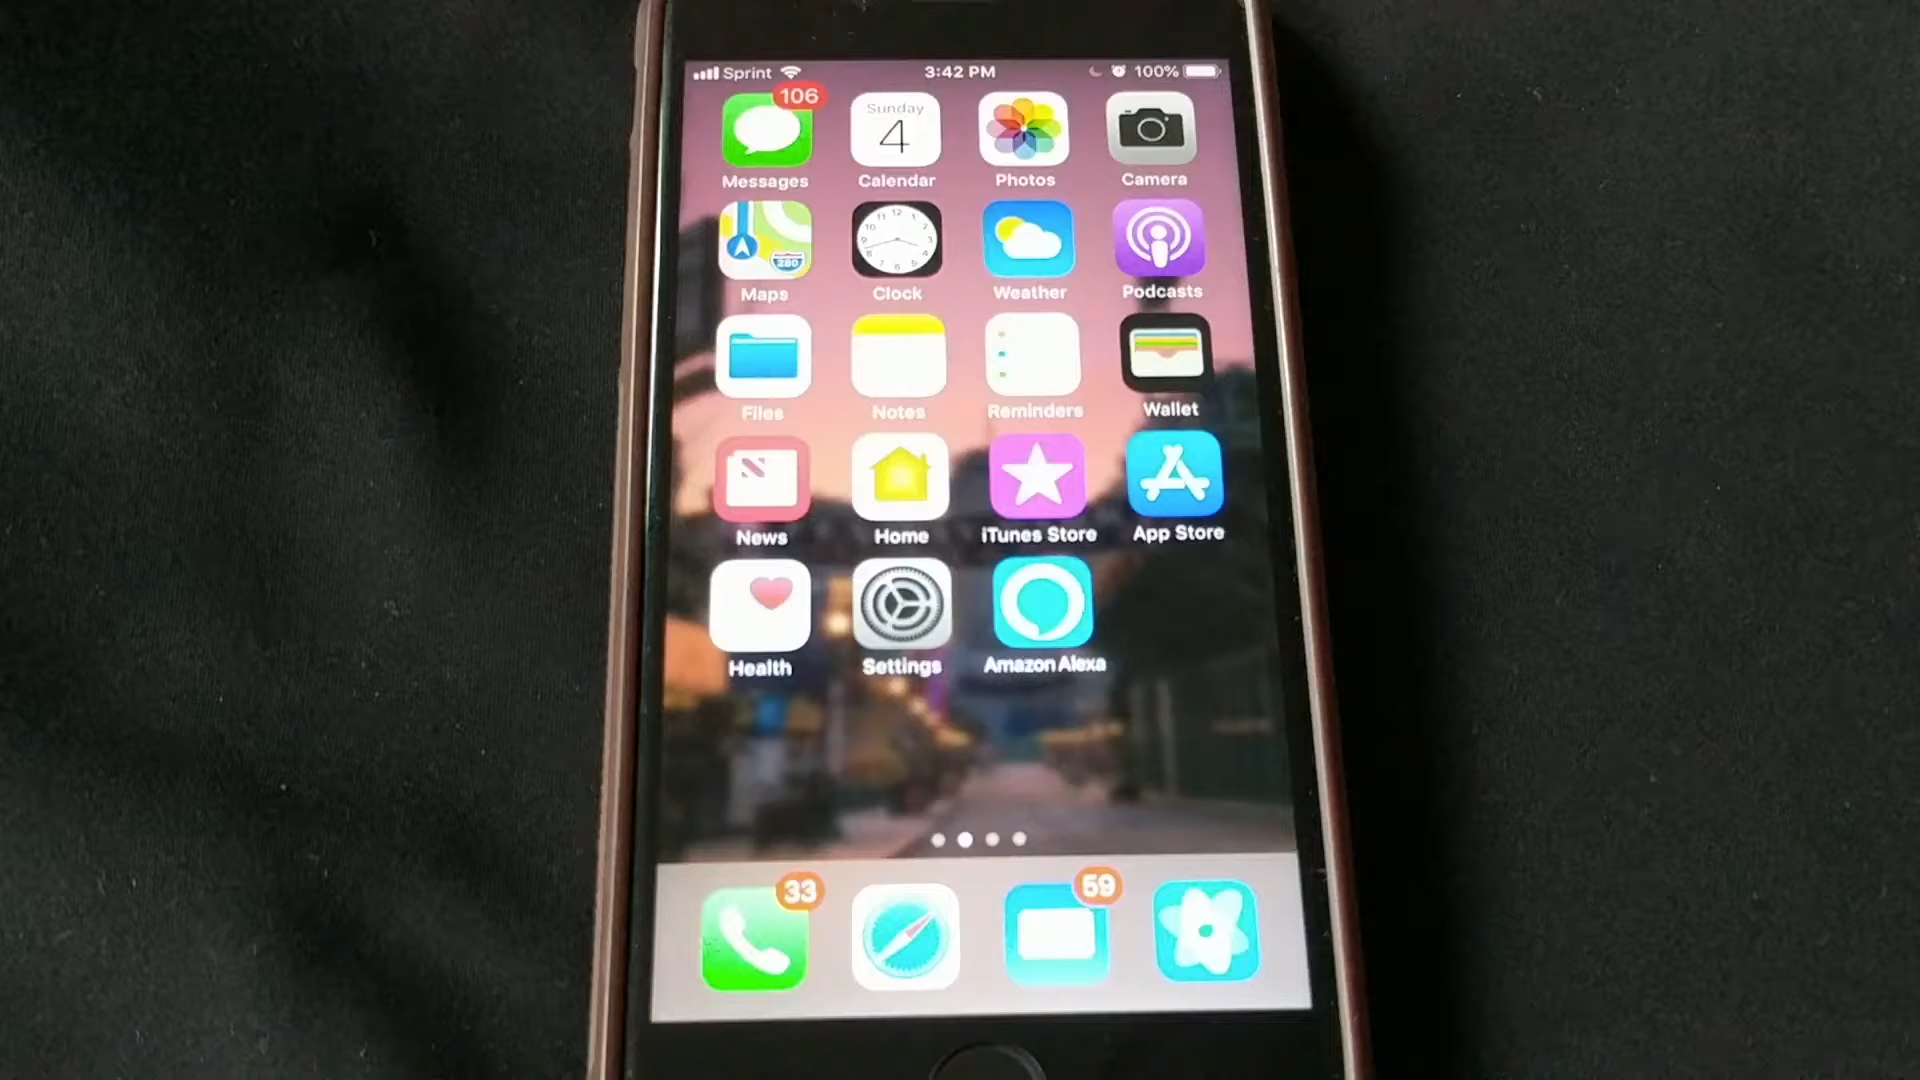 Sprint 3:42 PM 100%
106 Sunday
4
Messages Calendar Photos Camera
280
Maps Clock Weather Podcasts
Files Notes Reminders Wallet
News Home iTunes Store App Store
Health Settings Amazon Alexa
33 59